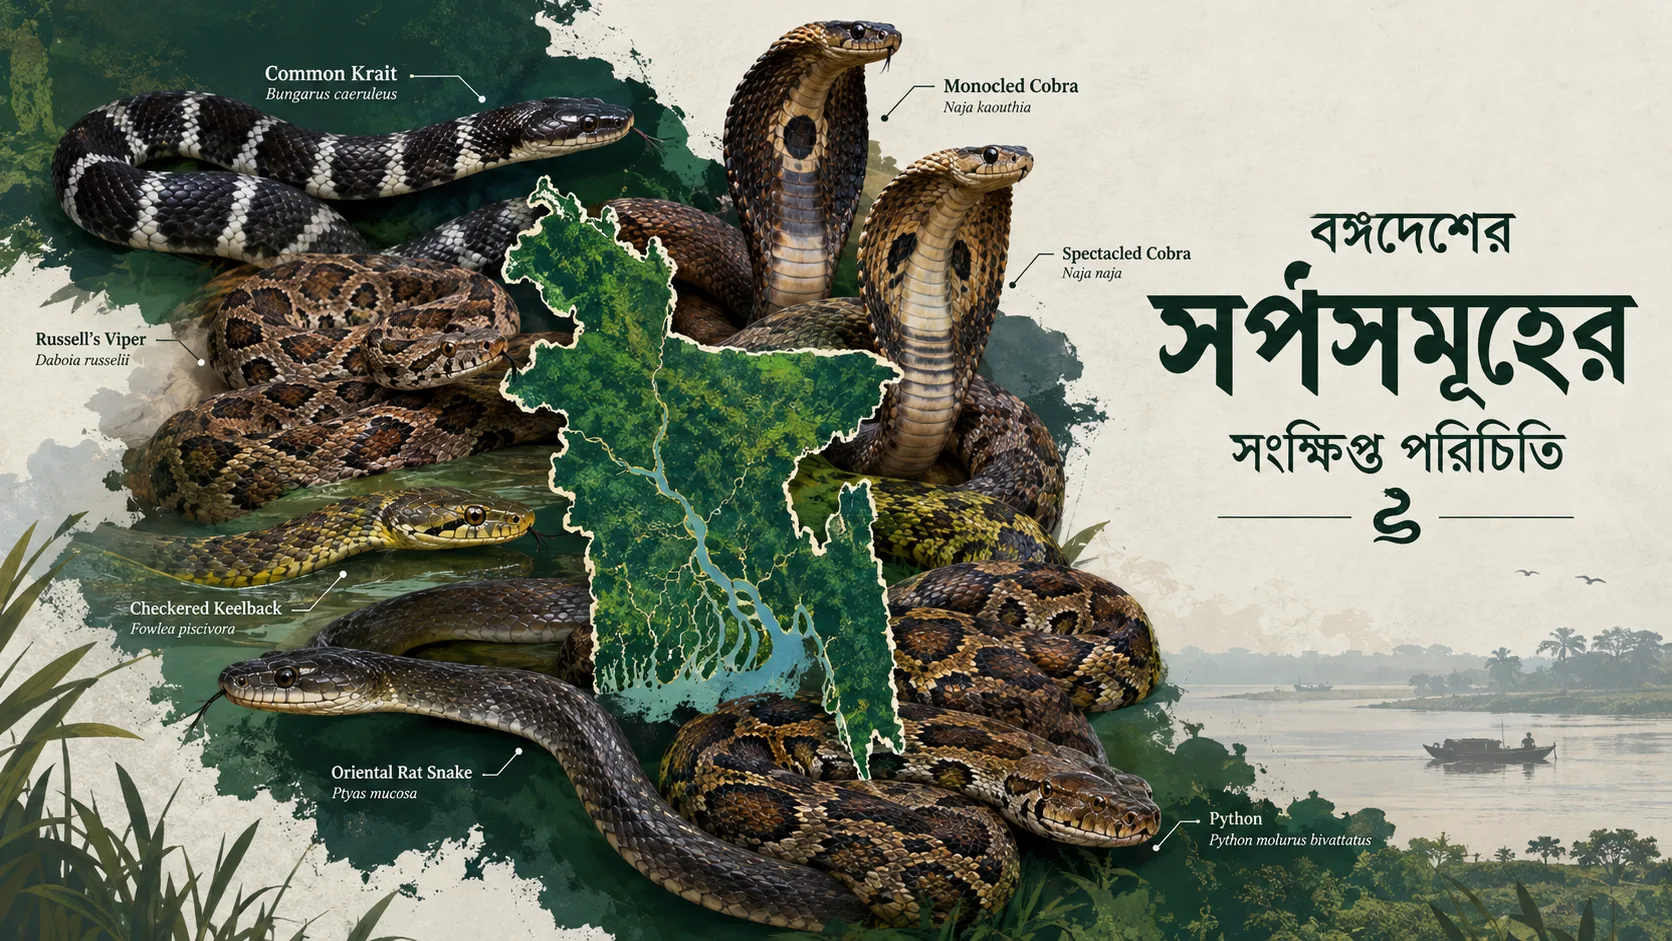 Common Krait
Bungarus caeruleus
Monocled Cobra
Naja kaouthia
Spectacled Cobra
Naja naja
Russell's Viper
Daboia russelii
Checkered Keelback
Fowlea piscivora
Oriental Rat Snake
Ptyas mucosa
Python
Python molurus bivattatus
বঙ্গদেশের
সর্পসমূহের
সংক্ষিপ্ত পরিচিতি